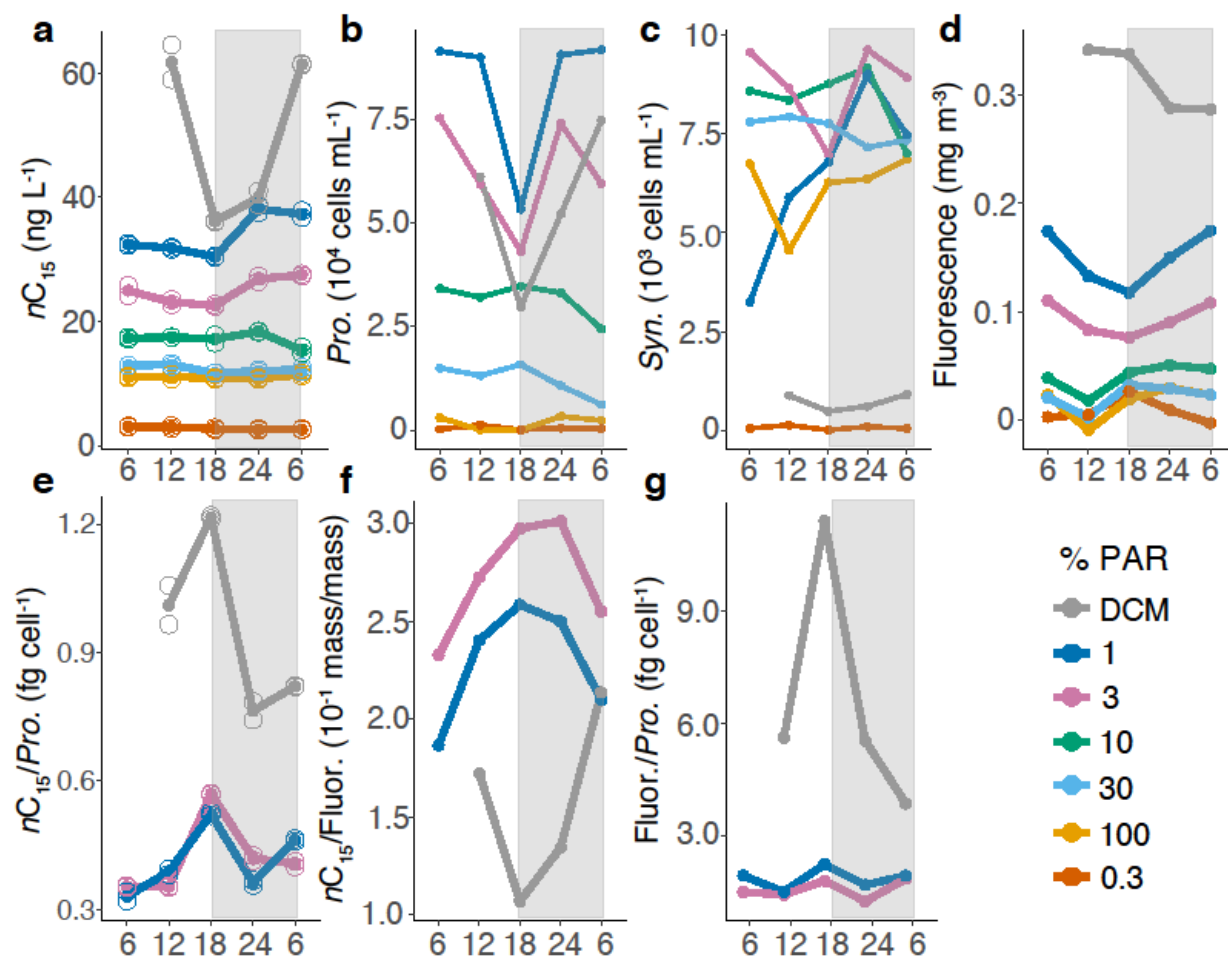 a
nC₁₅ (ng L⁻¹)
60
40
20
0
6 12 18 24 6
b
Pro. (10⁴ cells mL⁻¹)
7.5
5.0
2.5
0
6 12 18 24 6
c
Syn. (10³ cells mL⁻¹)
10
7.5
5.0
2.5
0
6 12 18 24 6
d
Fluorescence (mg m⁻³)
0.3
0.2
0.1
0
6 12 18 24 6
e
nC₁₅/Pro. (fg cell⁻¹)
1.2
0.9
0.6
0.3
6 12 18 24 6
f
nC₁₅/Fluor. (10⁻¹ mass/mass)
3.0
2.5
2.0
1.5
1.0
6 12 18 24 6
g
Fluor./Pro. (fg cell⁻¹)
9.0
6.0
3.0
6 12 18 24 6
% PAR
DCM
1
3
10
30
100
0.3